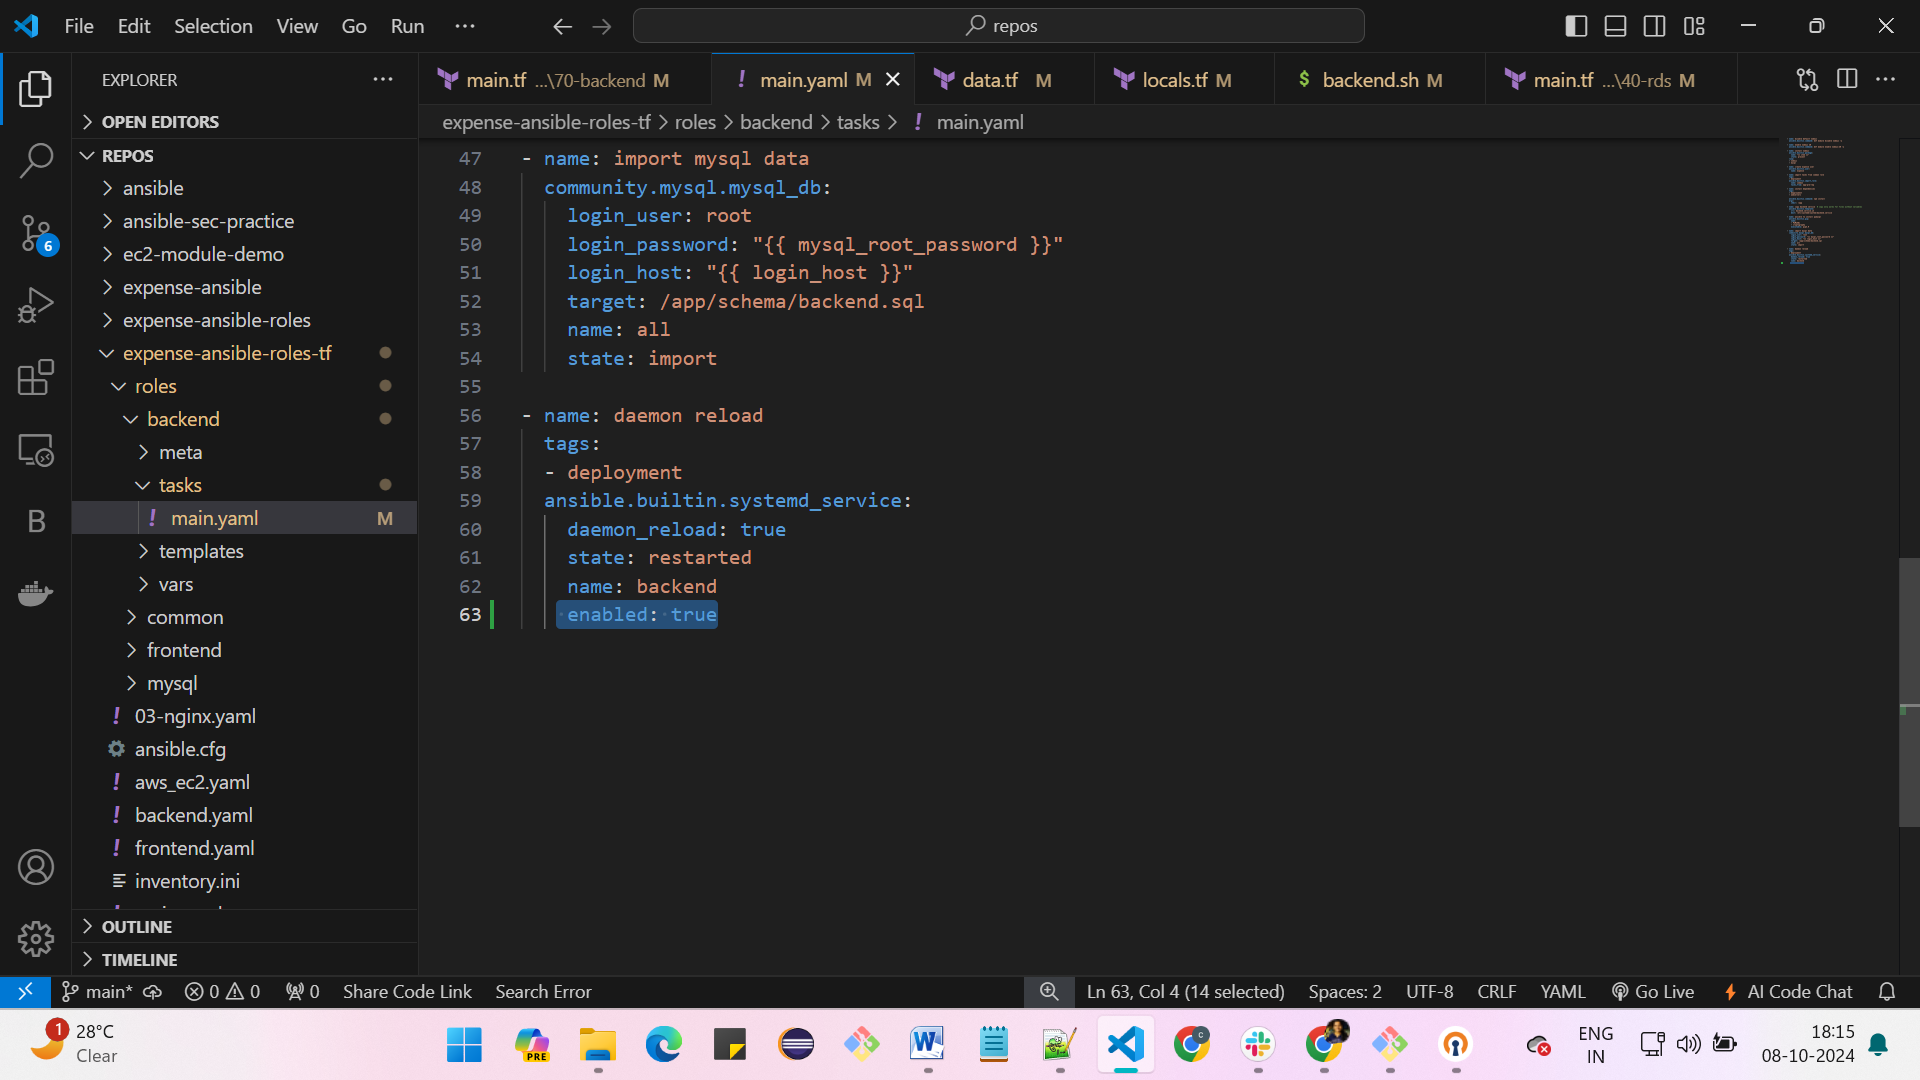 File Edit Selection View Go Run ...
repos
EXPLORER ...
OPEN EDITORS
REPOS
ansible
ansible-sec-practice
ec2-module-demo
expense-ansible
expense-ansible-roles
expense-ansible-roles-tf
roles
backend
meta
tasks
! main.yaml M
templates
vars
common
frontend
mysql
! 03-nginx.yaml
ansible.cfg
! aws_ec2.yaml
! backend.yaml
! frontend.yaml
inventory.ini
OUTLINE
TIMELINE
6
B
main.tf ...\70-backend M
! main.yaml M
data.tf M
locals.tf M
$ backend.sh M
main.tf ...\40-rds M
expense-ansible-roles-tf > roles > backend > tasks > ! main.yaml
47 - name: import mysql data
48 community.mysql.mysql_db:
49 login_user: root
50 login_password: "{{ mysql_root_password }}"
51 login_host: "{{ login_host }}"
52 target: /app/schema/backend.sql
53 name: all
54 state: import
55
56 - name: daemon reload
57 tags:
58 - deployment
59 ansible.builtin.systemd_service:
60 daemon_reload: true
61 state: restarted
62 name: backend
63 enabled: true
main* 0 0 0 Share Code Link Search Error Ln 63, Col 4 (14 selected) Spaces: 2 UTF-8 CRLF YAML Go Live AI Code Chat
1 28°C
Clear
PRE
W
C
ENG
IN
18:15
08-10-2024